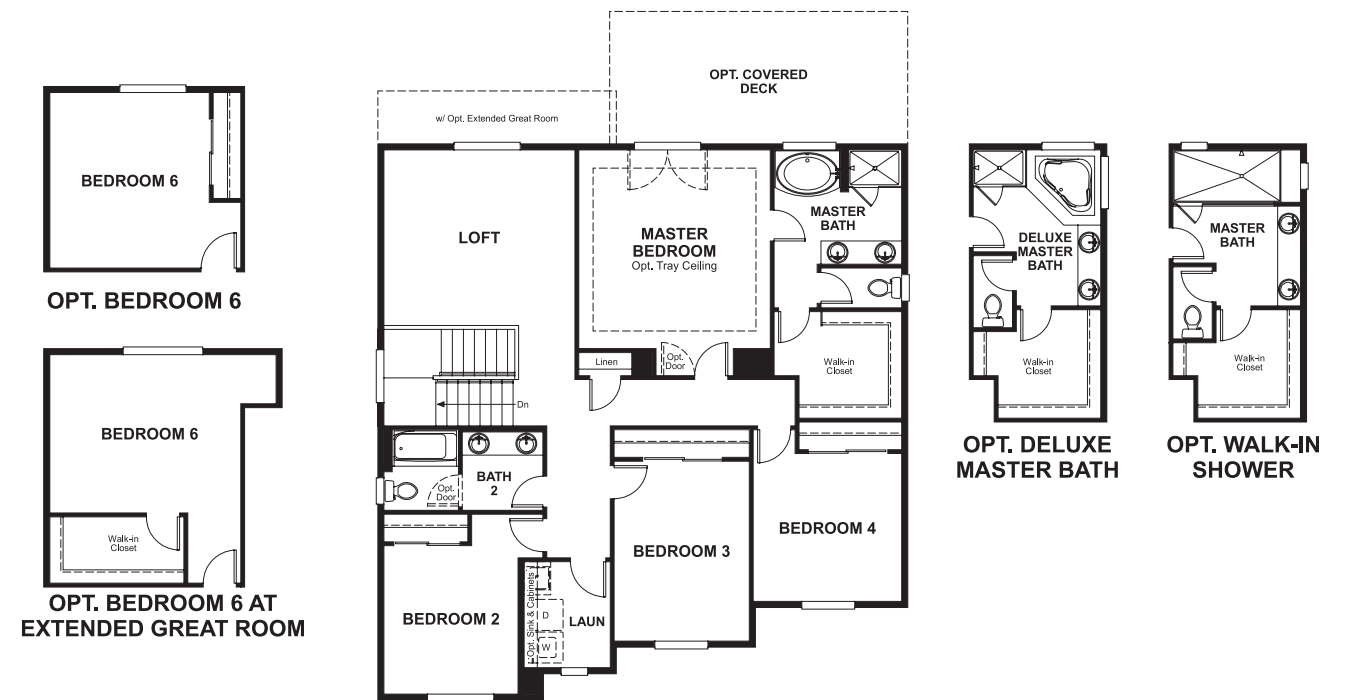 OPT. COVERED
DECK
w/ Opt. Extended Great Room
BEDROOM 6
OPT. BEDROOM 6
BEDROOM 6
Walk-in
Closet
OPT. BEDROOM 6 AT
EXTENDED GREAT ROOM
LOFT
MASTER
BEDROOM
Opt. Tray Ceiling
MASTER
BATH
Linen
Opt.
Door
Walk-in
Closet
Dn
BATH
2
Opt.
Door
BEDROOM 2
Opt. Sink & Cabinets
D
W
LAUN
BEDROOM 3
BEDROOM 4
DELUXE
MASTER
BATH
Walk-in
Closet
OPT. DELUXE
MASTER BATH
MASTER
BATH
Walk-in
Closet
OPT. WALK-IN
SHOWER